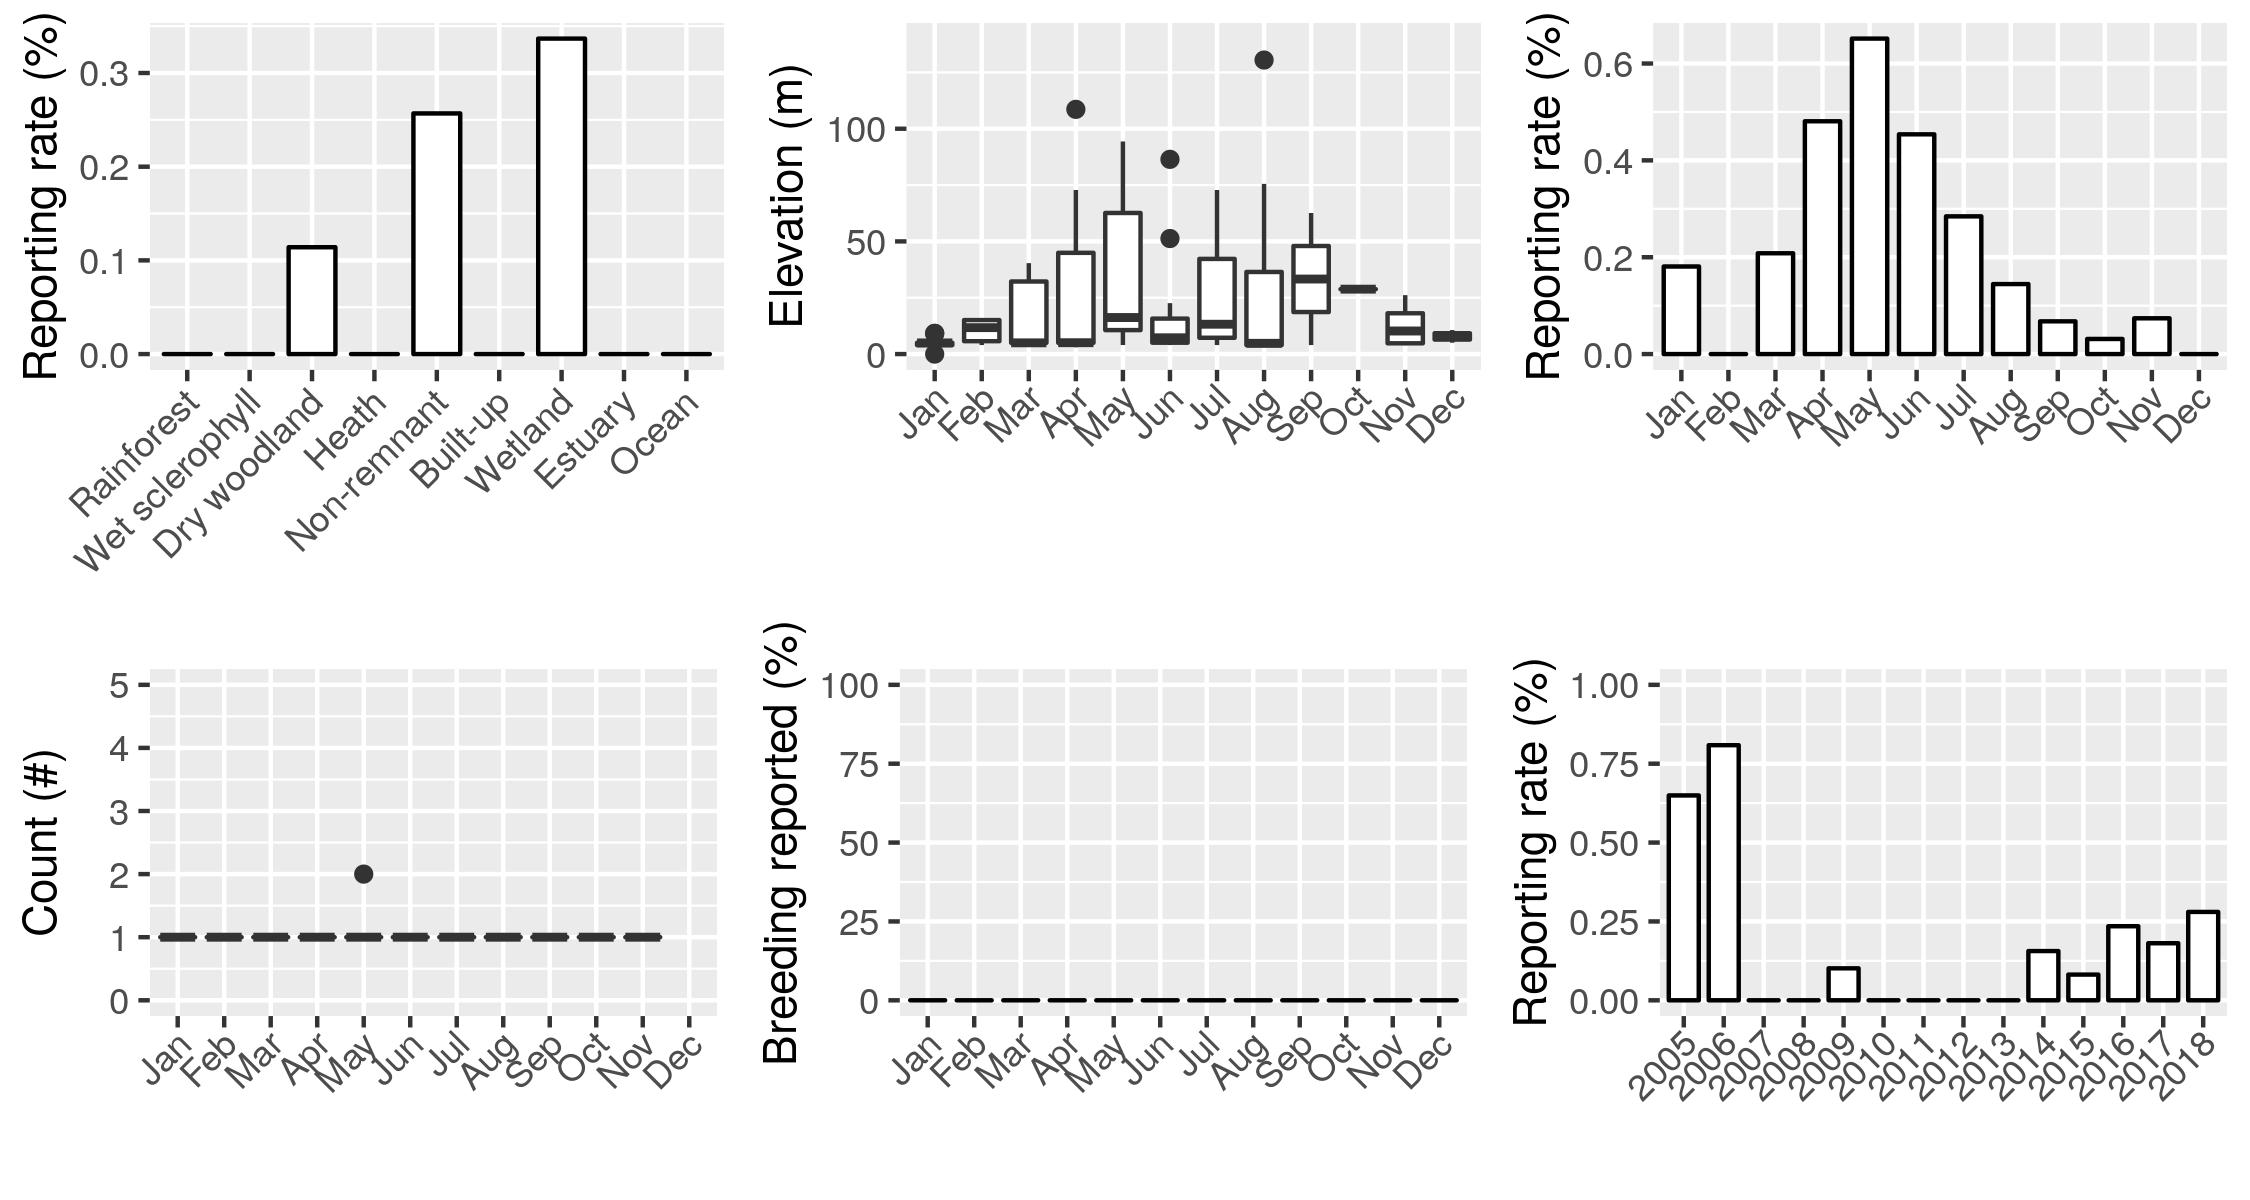 Reporting rate (%)
0.3
0.2
0.1
0.0
Rainforest
Wet sclerophyll
Dry woodland
Heath
Non-remnant
Built-up
Wetland
Estuary
Ocean
Elevation (m)
100
50
0
Jan
Feb
Mar
Apr
May
Jun
Jul
Aug
Sep
Oct
Nov
Dec
Reporting rate (%)
0.6
0.4
0.2
0.0
Jan
Feb
Mar
Apr
May
Jun
Jul
Aug
Sep
Oct
Nov
Dec
Count (#)
5
4
3
2
1
0
Jan
Feb
Mar
Apr
May
Jun
Jul
Aug
Sep
Oct
Nov
Dec
Breeding reported (%)
100
75
50
25
0
Jan
Feb
Mar
Apr
May
Jun
Jul
Aug
Sep
Oct
Nov
Dec
Reporting rate (%)
1.00
0.75
0.50
0.25
0.00
2005
2006
2007
2008
2009
2010
2011
2012
2013
2014
2015
2016
2017
2018